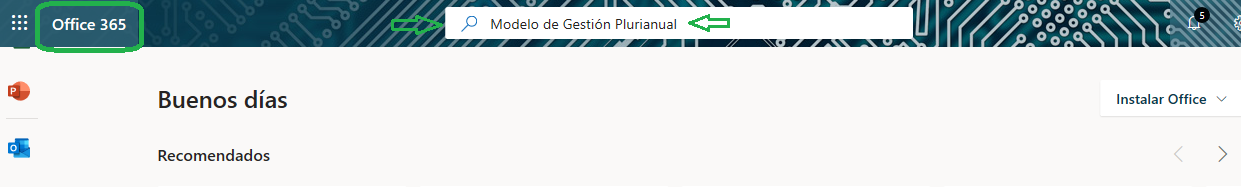 Office 365
Modelo de Gestión Plurianual
5
P
Buenos días
Instalar Office
O
Recomendados